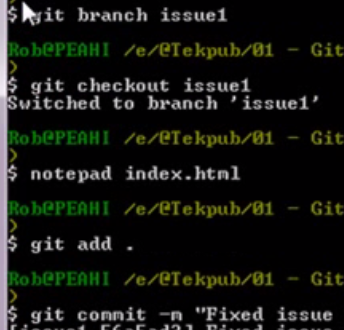 $ git branch issue1
Rob@PEAHI /e/@Tekpub/01 - Git
)
$ git checkout issue1
Switched to branch 'issue1'
Rob@PEAHI /e/@Tekpub/01 - Git
)
$ notepad index.html
Rob@PEAHI /e/@Tekpub/01 - Git
)
$ git add .
Rob@PEAHI /e/@Tekpub/01 - Git
)
$ git commit -m "Fixed issue